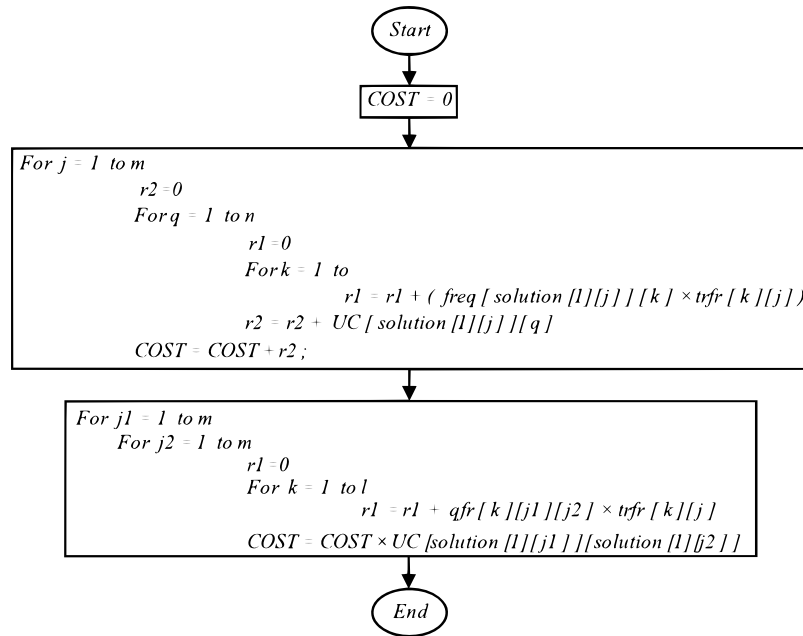 Start
COST = 0
For j = 1 to m
r2=0
For q = 1 to n
r1=0
For k = 1 to
r1 = r1 + ( freq [ solution [1][j] ] [k] × trfr [k][j] )
r2 = r2 + UC [ solution [1][j] ][q]
COST = COST + r2 ;
For j1 = 1 to m
For j2 = 1 to m
r1=0
For k = 1 to l
r1 = r1 + qfr [ k ][j1][j2] × trfr [ k][j ]
COST = COST × UC [solution [1][j1 ] ][solution [1][j2] ]
End